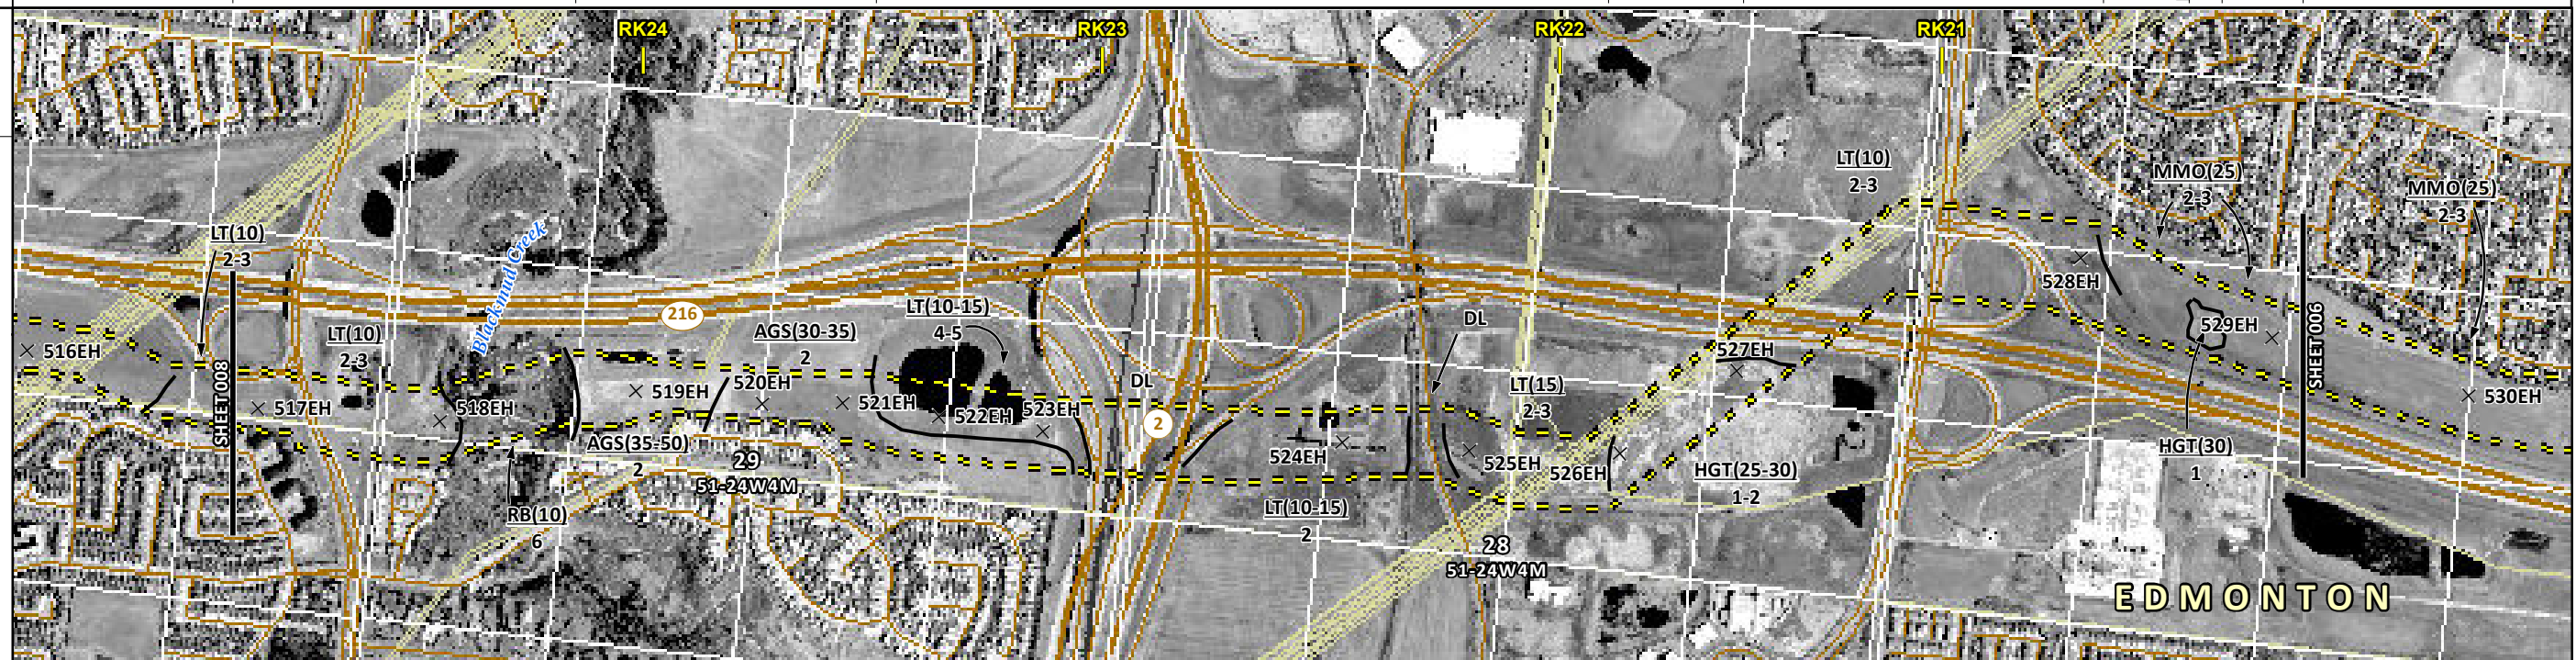 RK24
RK23
RK22
RK21
LT(10)
2-3
MMO(25)
2-3
MMO(25)
2-3
LT(10)
2-3
Blackmud Creek
528EH
216
LT(10-15)
4-5
AGS(30-35)
2
DL
529EH
SHEET 006
LT(10)
2-3
516EH
527EH
SHEET 008
517EH
518EH
519EH
520EH
521EH
522EH
523EH
DL
2
LT(15)
2-3
530EH
AGS(35-50)
2
29
51-24W4M
524EH
525EH
526EH
HGT(25-30)
1-2
HGT(30)
1
RB(10)
6
LT(10-15)
2
28
51-24W4M
EDMONTON